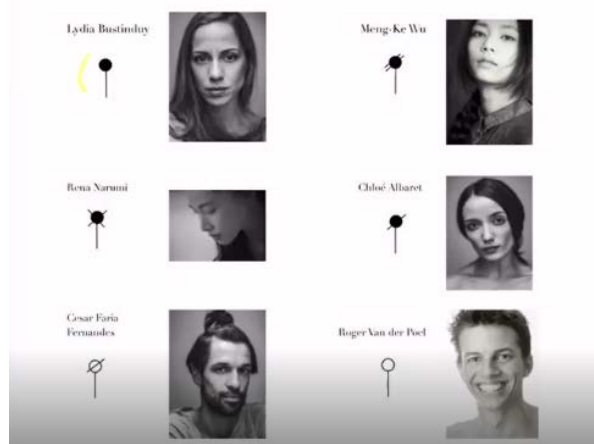 Lydia Bustinduy
Meng-Ke Wu
Rena Narumi
Chloé Albaret
Cesar Faria
Fernandes
Roger Van der Poel